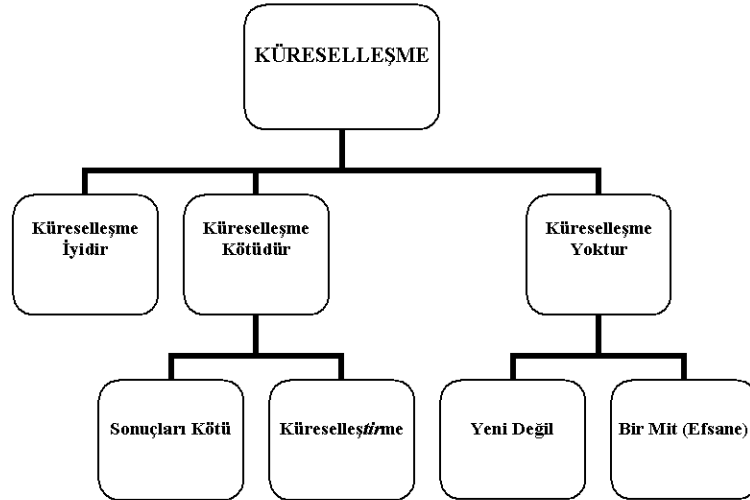 KÜRESELLEŞME
Küreselleşme
İyidir
Küreselleşme
Kötüdür
Küreselleşme
Yoktur
Sonuçları Kötü
Küreselleştirme
Yeni Değil
Bir Mit (Efsane)